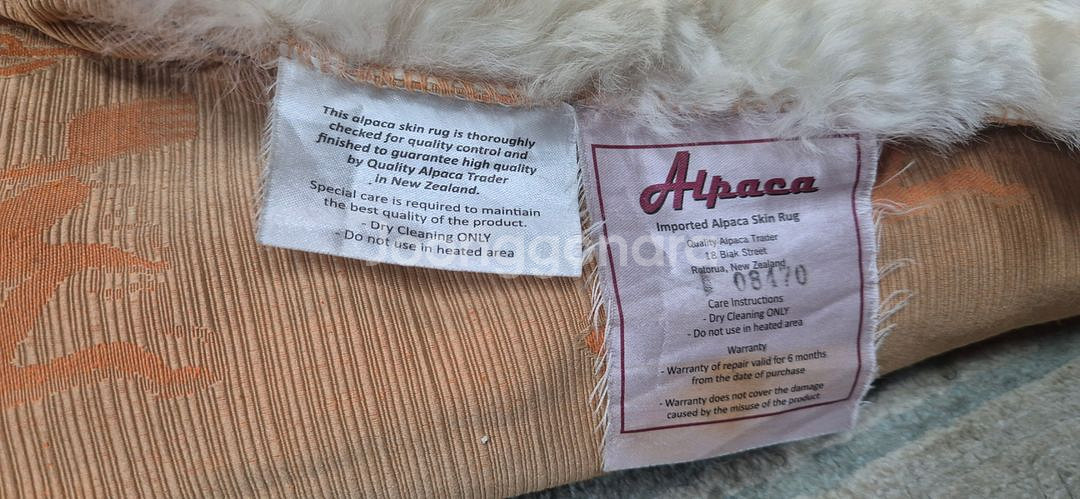 This alpaca skin rug is thoroughly
checked for quality control and
finished to guarantee high quality
by Quality Alpaca Trader
in New Zealand.
Special care is required to maintiain
the best quality of the product.
- Dry Cleaning ONLY
- Do not use in heated area
Alpaca
Imported Alpaca Skin Rug
Quality Alpaca Trader
18 Biak Street
Rotorua, New Zealand
08470
Care Instructions
- Dry Cleaning ONLY
- Do not use in heated area
Warranty
- Warranty of repair valid for 6 months
from the date of purchase
- Warranty does not cover the damage
caused by the misuse of the product